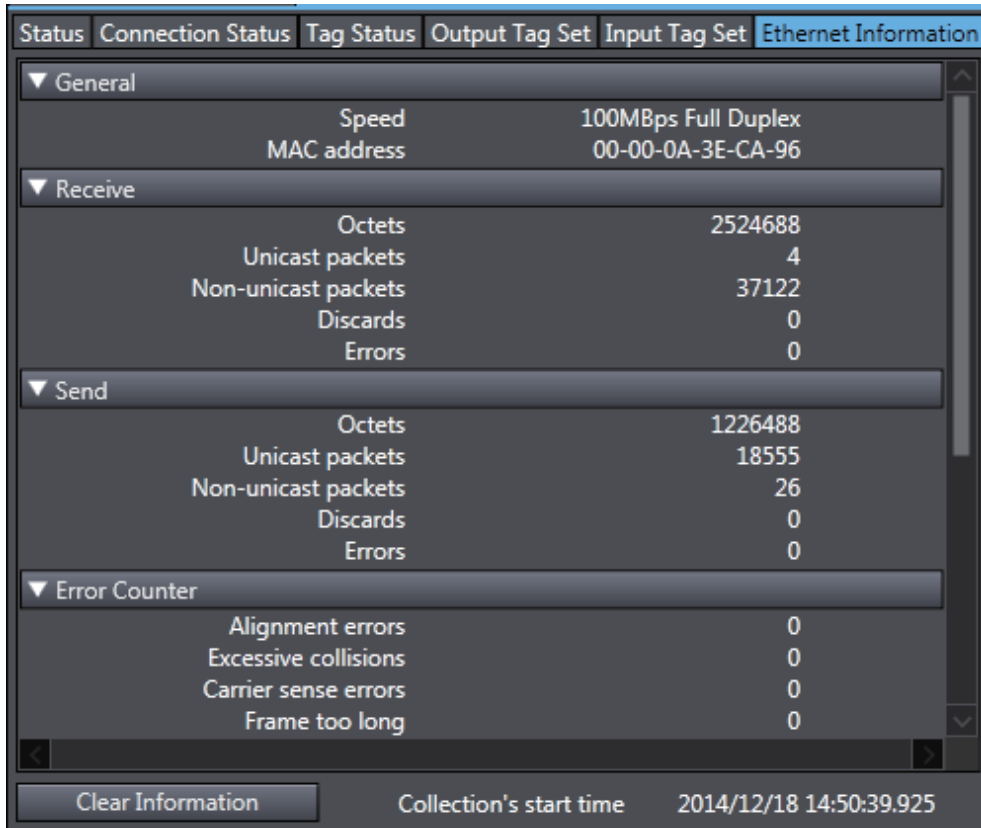 Status Connection Status Tag Status Output Tag Set Input Tag Set Ethernet Information
General
Speed 100MBps Full Duplex
MAC address 00-00-0A-3E-CA-96
Receive
Octets 2524688
Unicast packets 4
Non-unicast packets 37122
Discards 0
Errors 0
Send
Octets 1226488
Unicast packets 18555
Non-unicast packets 26
Discards 0
Errors 0
Error Counter
Alignment errors 0
Excessive collisions 0
Carrier sense errors 0
Frame too long 0
Clear Information Collection's start time 2014/12/18 14:50:39.925